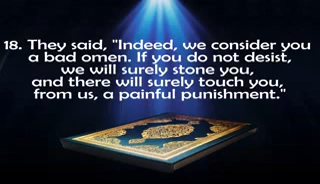 18. They said, "Indeed, we consider you
a bad omen. If you do not desist,
we will surely stone you,
and there will surely touch you,
from us, a painful punishment."